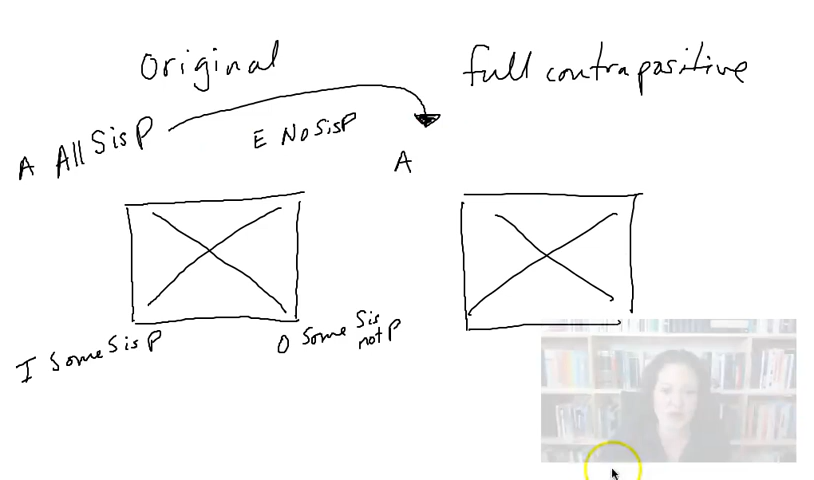 Original
full contrapositive
A All S is P
E No S is P
A
I Some S is P
O Some S is
not P